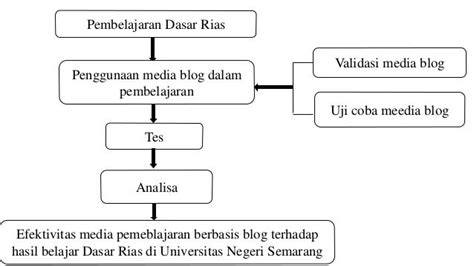 Pembelajaran Dasar Rias
Penggunaan media blog dalam
pembelajaran
Validasi media blog
Uji coba meedia blog
Tes
Analisa
Efektivitas media pemeblajaran berbasis blog terhadap
hasil belajar Dasar Rias di Universitas Negeri Semarang